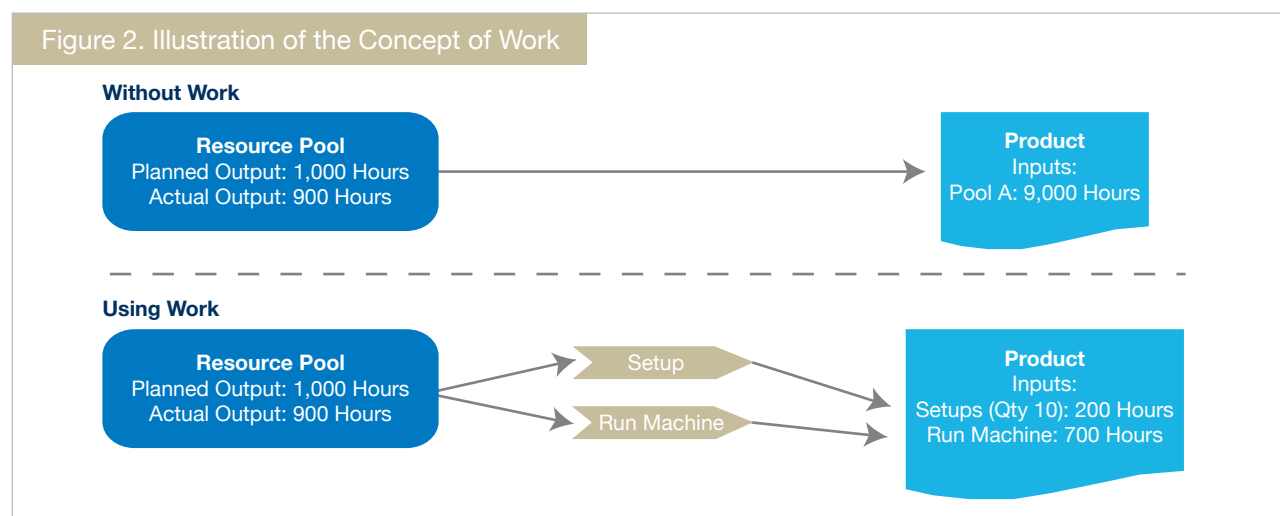 Figure 2. Illustration of the Concept of Work
Without Work
Resource Pool
Planned Output: 1,000 Hours
Actual Output: 900 Hours
Product
Inputs:
Pool A: 9,000 Hours
Using Work
Resource Pool
Planned Output: 1,000 Hours
Actual Output: 900 Hours
Setup
Run Machine
Product
Inputs:
Setups (Qty 10): 200 Hours
Run Machine: 700 Hours